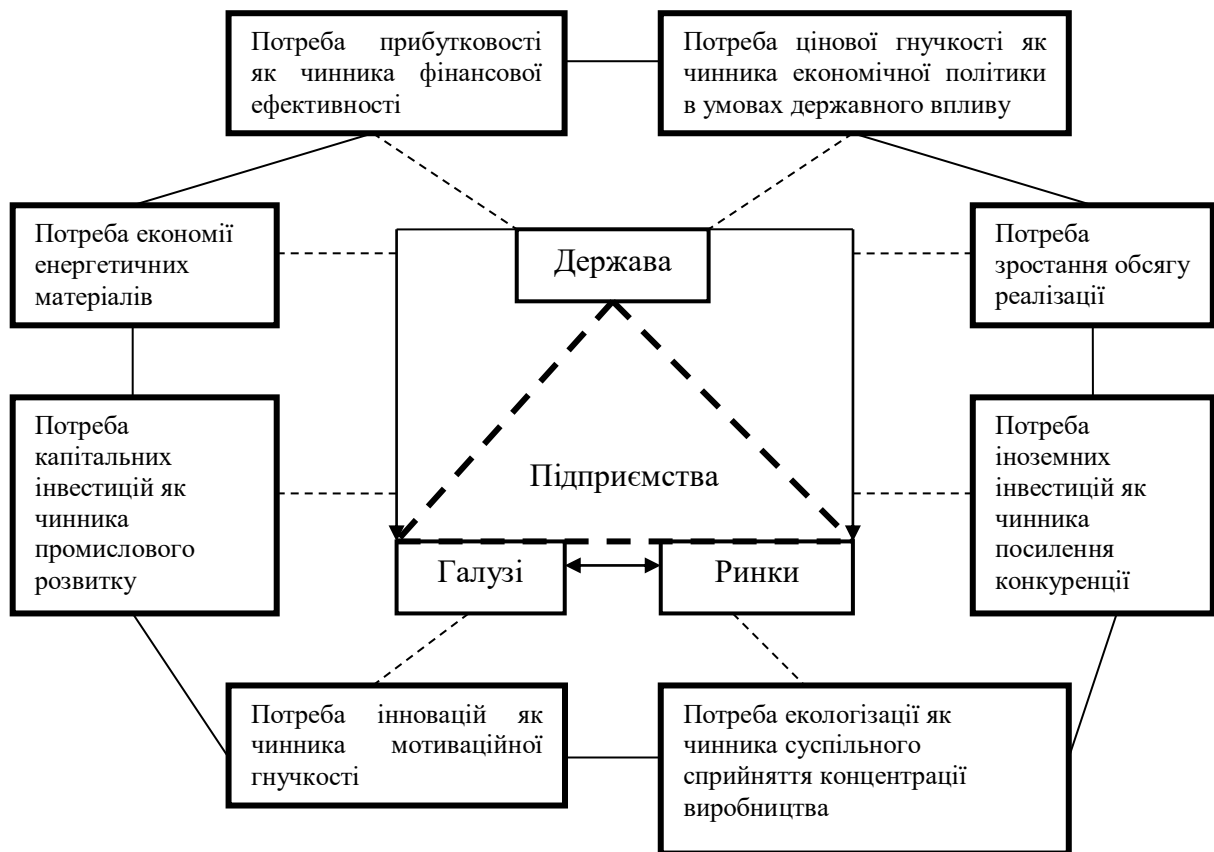 Потреба прибутковості
як чинника фінансової
ефективності
Потреба цінової гнучкості як
чинника економічної політики
в умовах державного впливу
Потреба економії
енергетичних
матеріалів
Держава
Потреба
зростання обсягу
реалізації
Потреба
капітальних
інвестицій як
чинника
промислового
розвитку
Підприємства
Потреба
іноземних
інвестицій як
чинника
посилення
конкуренції
Галузі
Ринки
Потреба інновацій як
чинника мотиваційної
гнучкості
Потреба екологізації як
чинника суспільного
сприйняття концентрації
виробництва